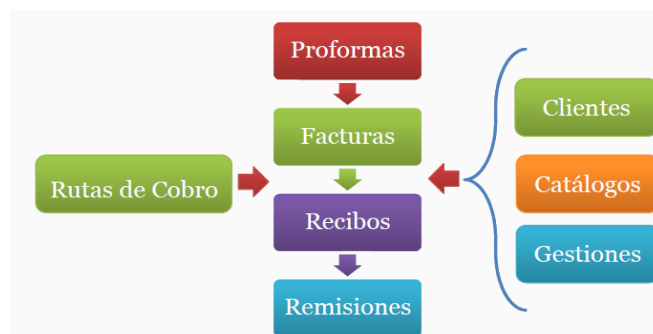 Proformas
Facturas
Recibos
Remisiones
Rutas de Cobro
Clientes
Catálogos
Gestiones